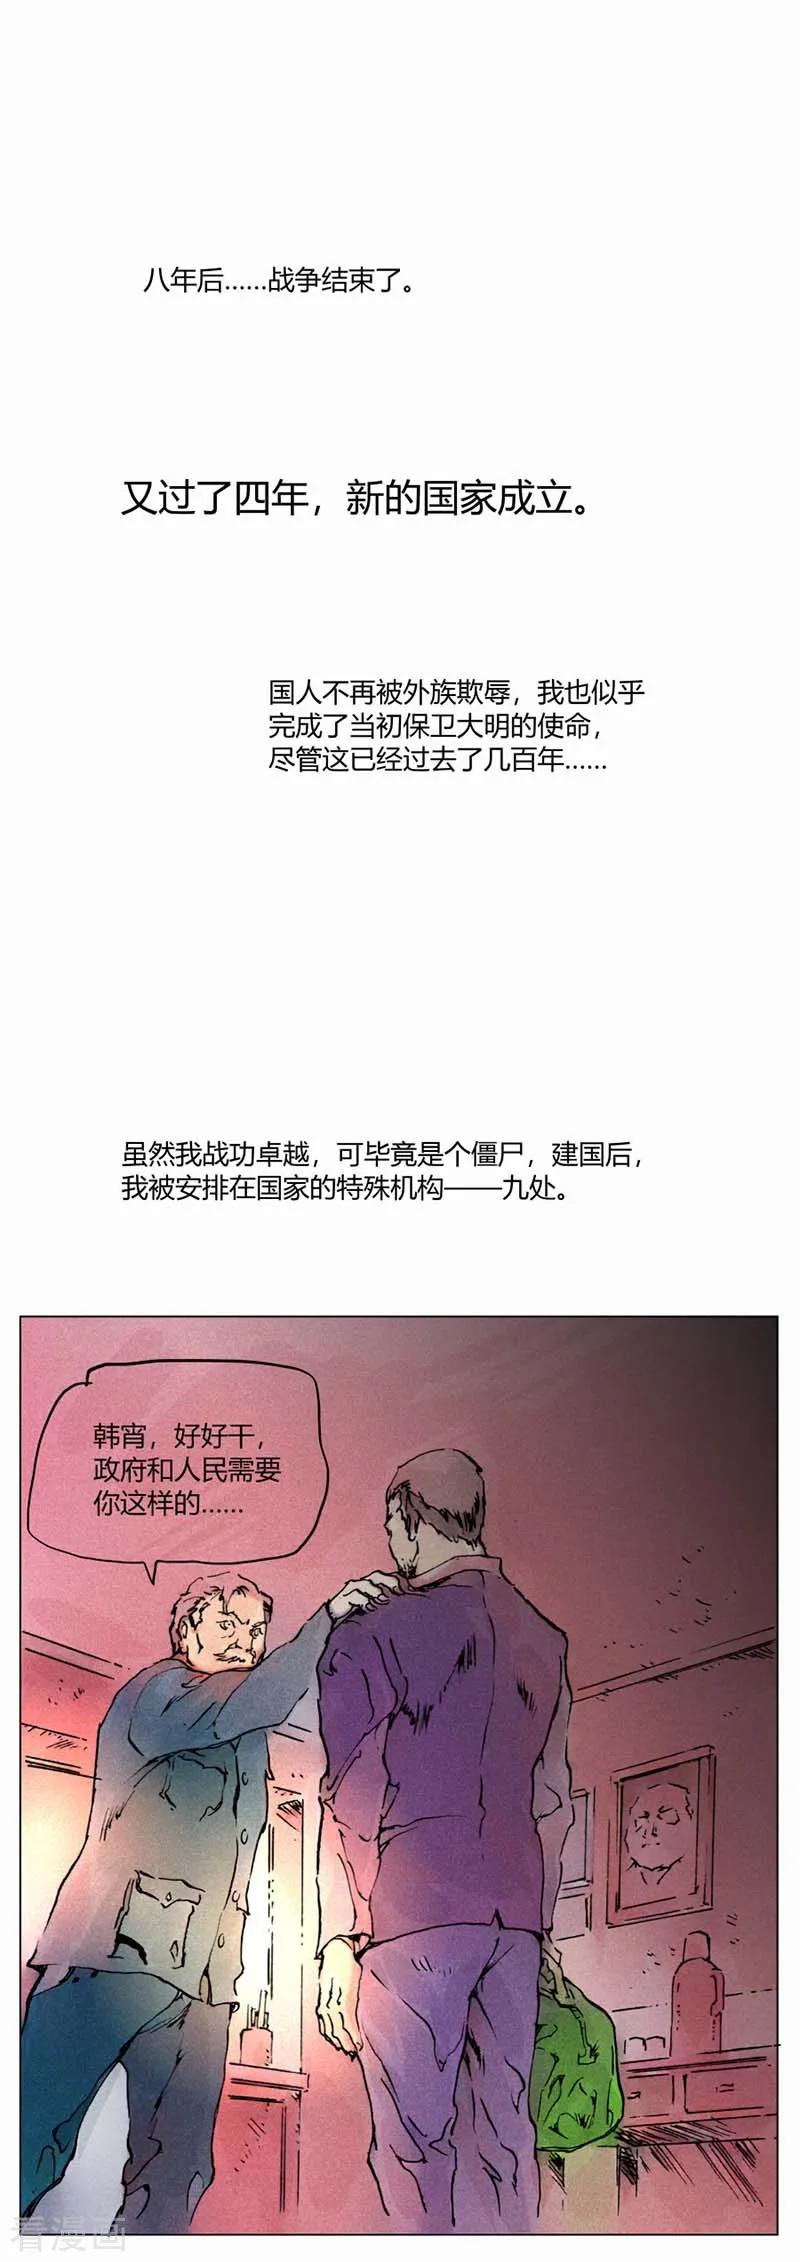 八年后……战争结束了。
又过了四年，新的国家成立。
国人不再被外族欺辱，我也似乎
完成了当初保卫大明的使命，
尽管这已经过去了几百年……
虽然我战功卓越，可毕竟是个僵尸，建国后，
我被安排在国家的特殊机构——九处。
韩宵，好好干，
政府和人民需要
你这样的……
看漫画